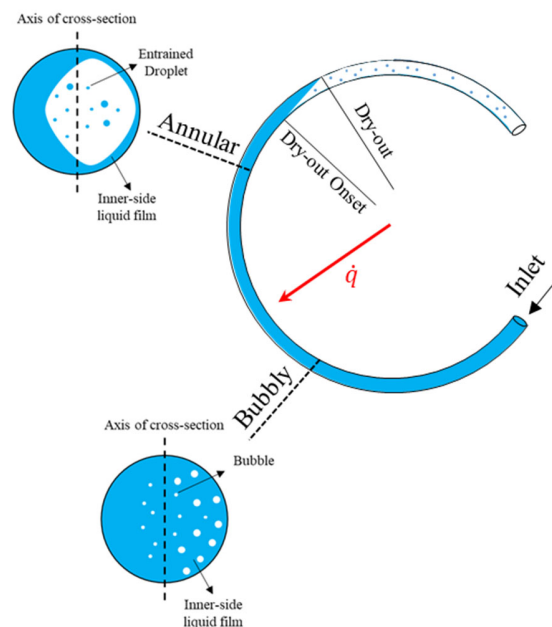 Axis of cross-section
Entrained
Droplet
Annular
Inner-side
liquid film
Dry-out
Dry-out Onset
q̇
Inlet
Bubbly
Axis of cross-section
Bubble
Inner-side
liquid film